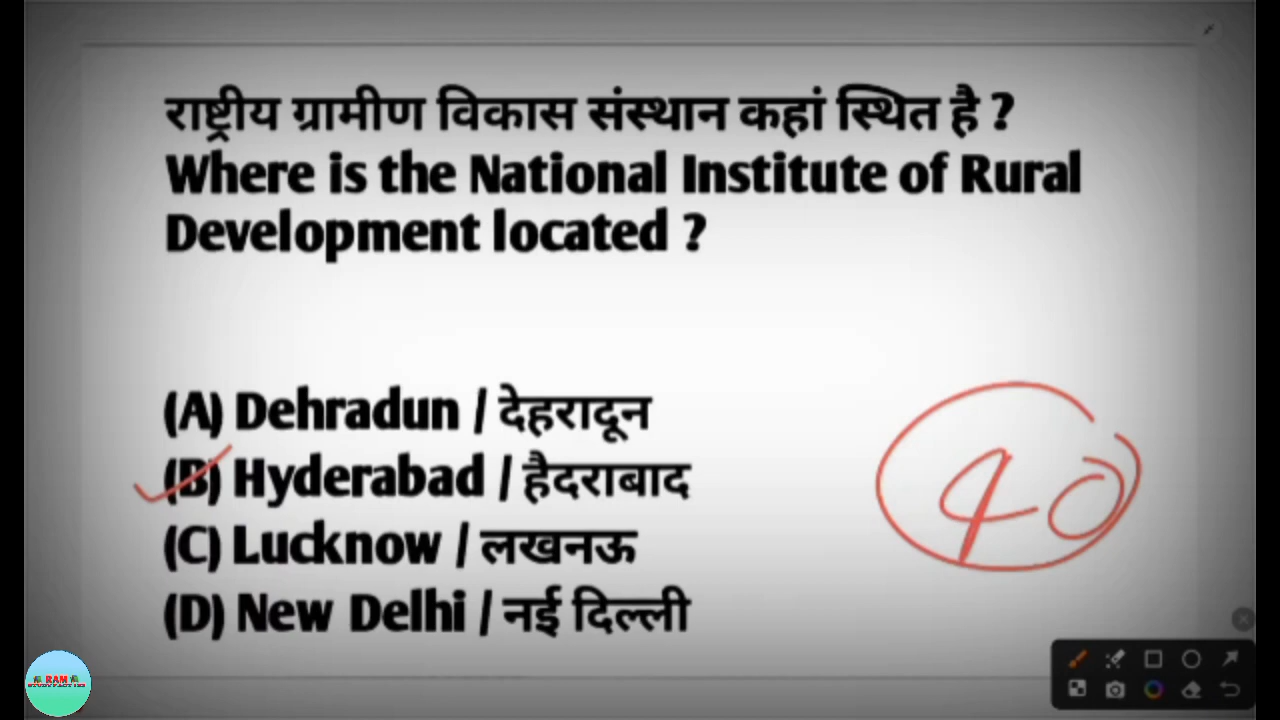 राष्ट्रीय ग्रामीण विकास संस्थान कहां स्थित है ?
Where is the National Institute of Rural
Development located ?
(A) Dehradun / देहरादून
(B) Hyderabad / हैदराबाद
(C) Lucknow / लखनऊ
(D) New Delhi / नई दिल्ली
40
RAM